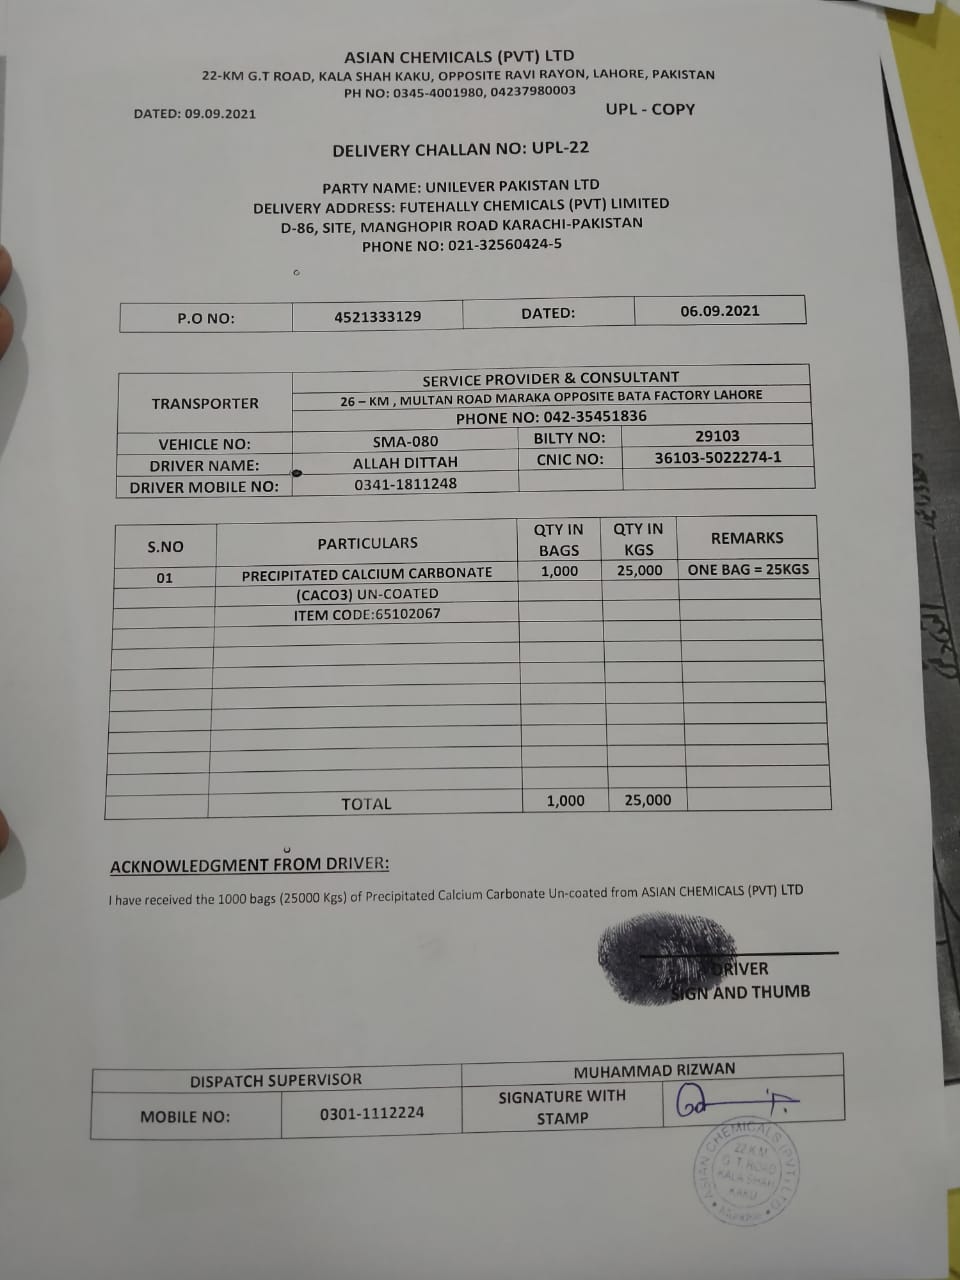 ASIAN CHEMICALS (PVT) LTD
22-KM G.T ROAD, KALA SHAH KAKU, OPPOSITE RAVI RAYON, LAHORE, PAKISTAN
PH NO: 0345-4001980, 04237980003
DATED: 09.09.2021 UPL - COPY
DELIVERY CHALLAN NO: UPL-22
PARTY NAME: UNILEVER PAKISTAN LTD
DELIVERY ADDRESS: FUTEHALLY CHEMICALS (PVT) LIMITED
D-86, SITE, MANGHOPIR ROAD KARACHI-PAKISTAN
PHONE NO: 021-32560424-5
P.O NO: 4521333129 DATED: 06.09.2021
TRANSPORTER
SERVICE PROVIDER & CONSULTANT
26 – KM , MULTAN ROAD MARAKA OPPOSITE BATA FACTORY LAHORE
PHONE NO: 042-35451836
VEHICLE NO: SMA-080 BILTY NO: 29103
DRIVER NAME: ALLAH DITTAH CNIC NO: 36103-5022274-1
DRIVER MOBILE NO: 0341-1811248
S.NO PARTICULARS QTY IN BAGS QTY IN KGS REMARKS
01 PRECIPITATED CALCIUM CARBONATE 1,000 25,000 ONE BAG = 25KGS
(CACO3) UN-COATED
ITEM CODE:65102067
TOTAL 1,000 25,000
ACKNOWLEDGMENT FROM DRIVER:
I have received the 1000 bags (25000 Kgs) of Precipitated Calcium Carbonate Un-coated from ASIAN CHEMICALS (PVT) LTD
DRIVER
SIGN AND THUMB
DISPATCH SUPERVISOR MUHAMMAD RIZWAN
MOBILE NO: 0301-1112224 SIGNATURE WITH STAMP
ASIAN CHEMICALS (PVT) LTD
22 KM
G. T. ROAD
KALA SHAH
KAKU